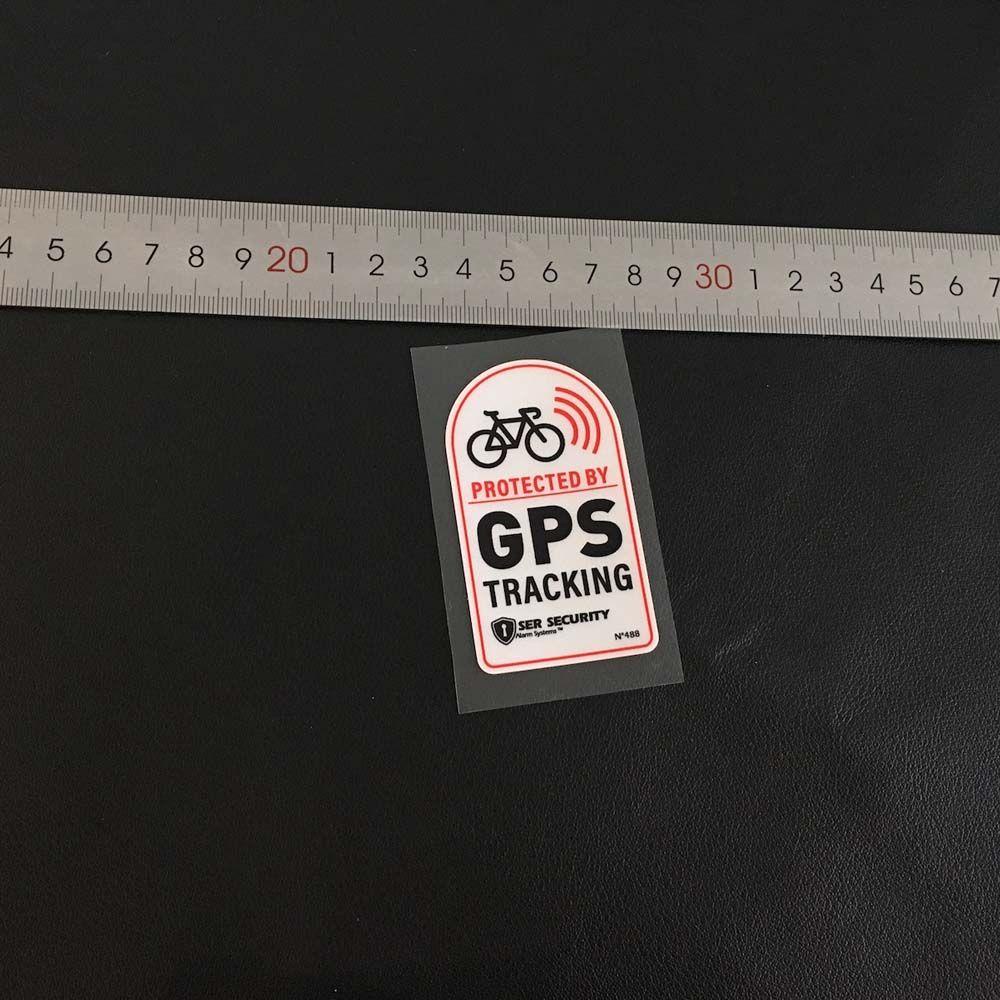 4 5 6 7 8 9 20 1 2 3 4 5 6 7 8 9 30 1 2 3 4 5 6 7
PROTECTED BY
GPS
TRACKING
SER SECURITY
Alarm Systems™
N°488